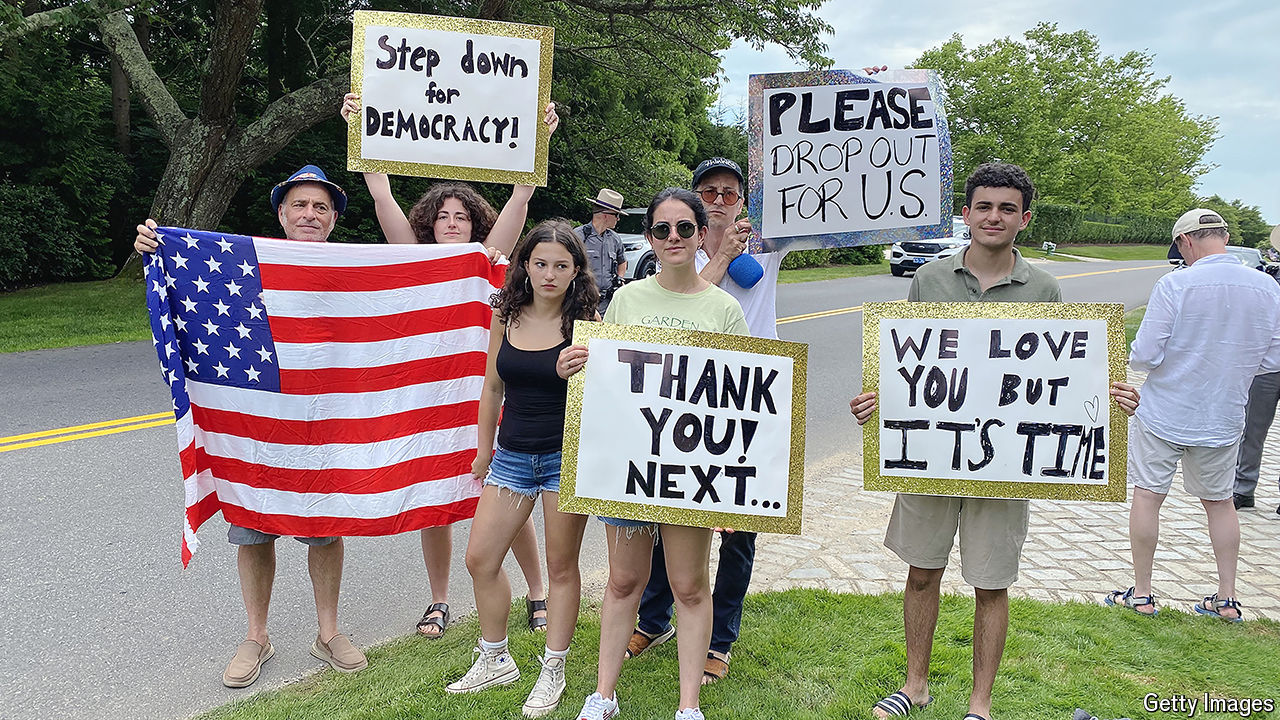 Step down
for
DEMOCRACY!
PLEASE
DROP OUT
FOR U.S.
GARDEN
THANK
YOU!
NEXT...
WE LOVE
YOU BUT
IT'S TIME
Getty Images